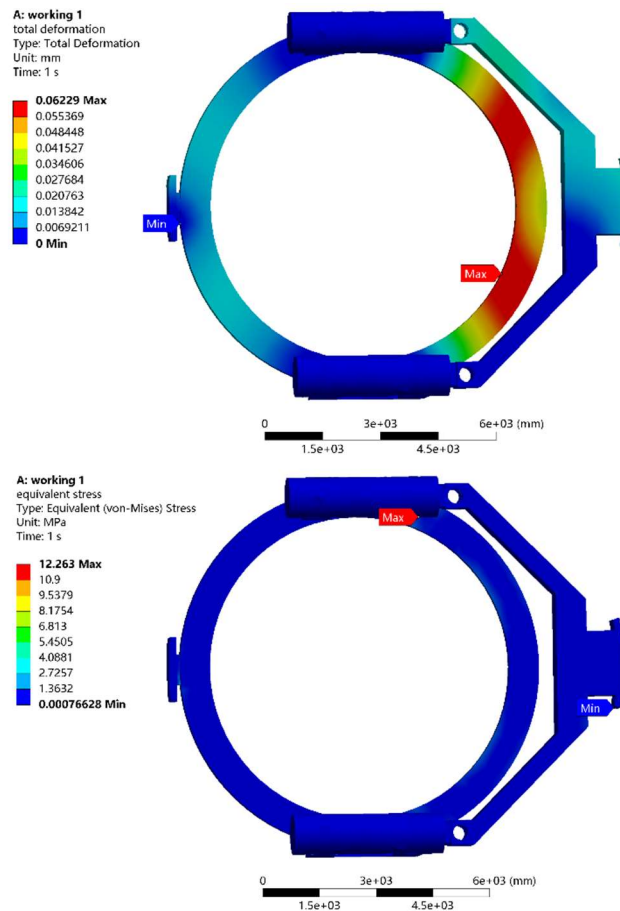 A: working 1
total deformation
Type: Total Deformation
Unit: mm
Time: 1 s
0.06229 Max
0.055369
0.048448
0.041527
0.034606
0.027684
0.020763
0.013842
0.0069211
0 Min
Min
Max
0 3e+03 6e+03 (mm)
1.5e+03 4.5e+03
A: working 1
equivalent stress
Type: Equivalent (von-Mises) Stress
Unit: MPa
Time: 1 s
12.263 Max
10.9
9.5379
8.1754
6.813
5.4505
4.0881
2.7257
1.3632
0.00076628 Min
Max
Min
0 3e+03 6e+03 (mm)
1.5e+03 4.5e+03